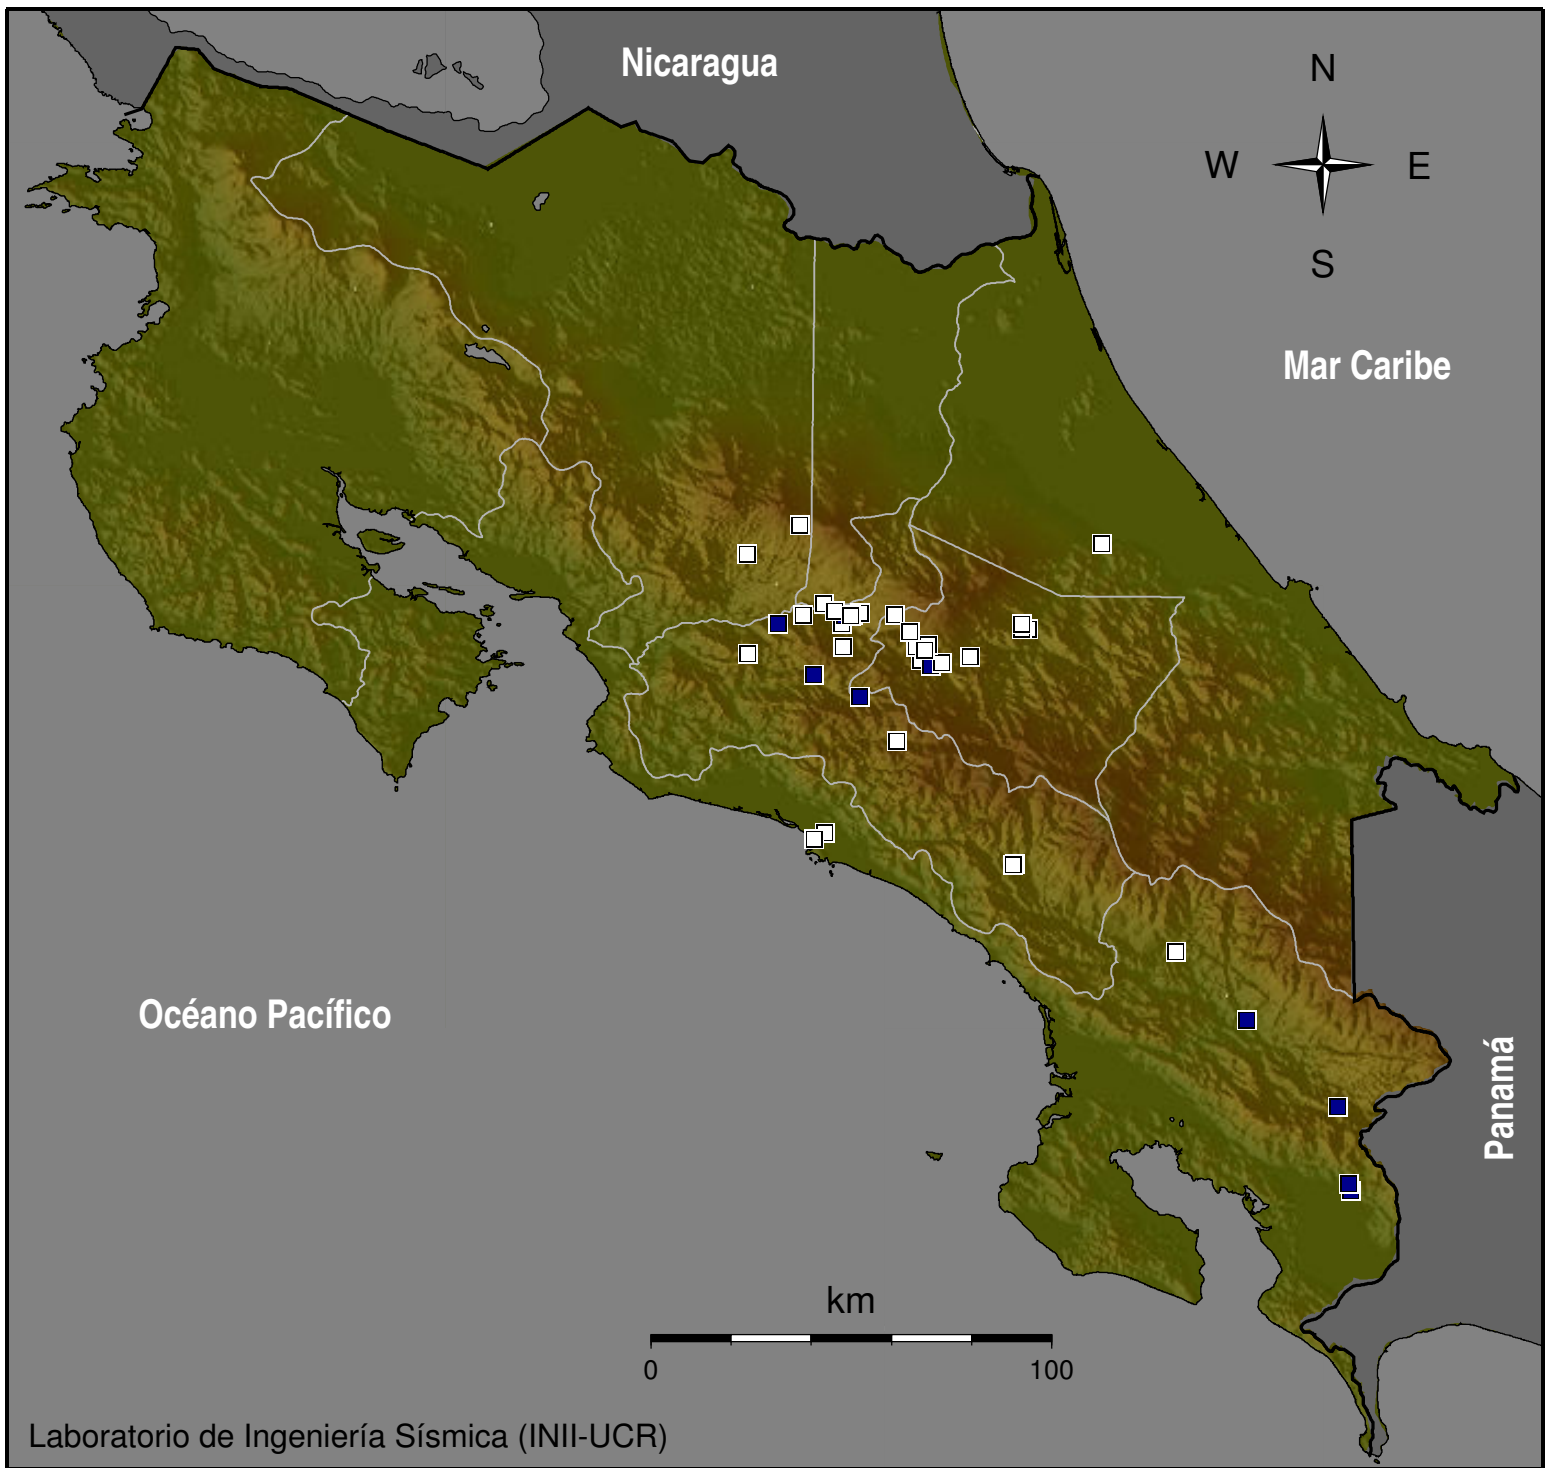 Nicaragua
N
W
E
S
Mar Caribe
Océano Pacífico
Panamá
km
0
100
Laboratorio de Ingeniería Sísmica (INII-UCR)